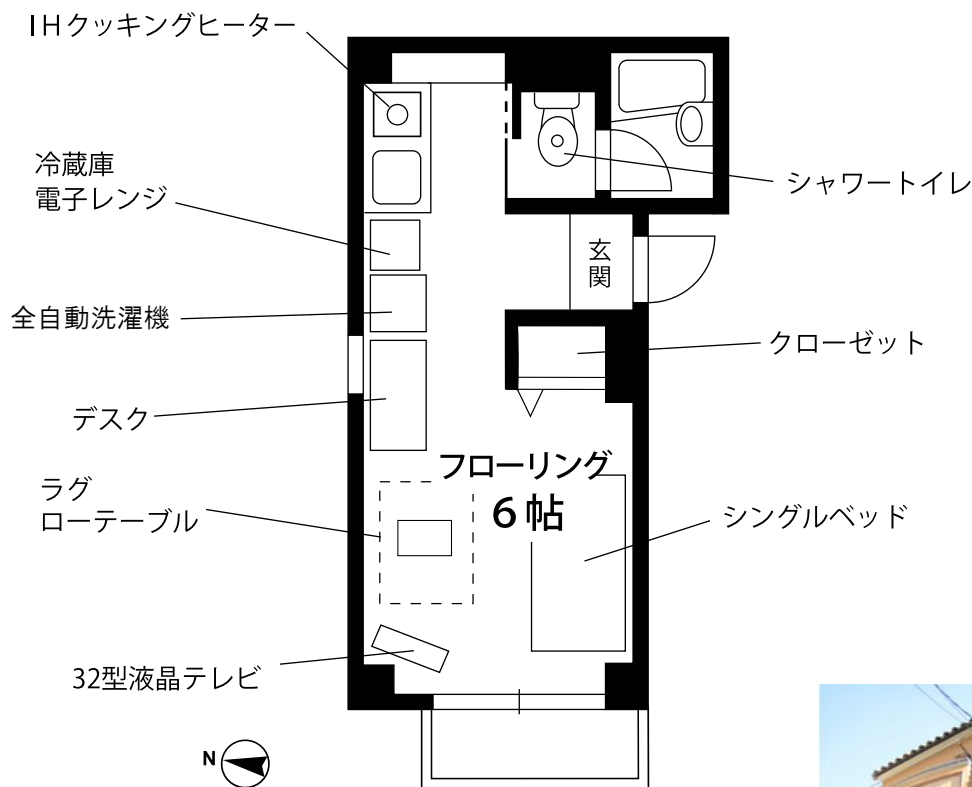 IHクッキングヒーター
冷蔵庫
電子レンジ
シャワートイレ
玄
関
全自動洗濯機
クローゼット
デスク
フローリング
6帖
ラグ
ローテーブル
シングルベッド
32型液晶テレビ
N